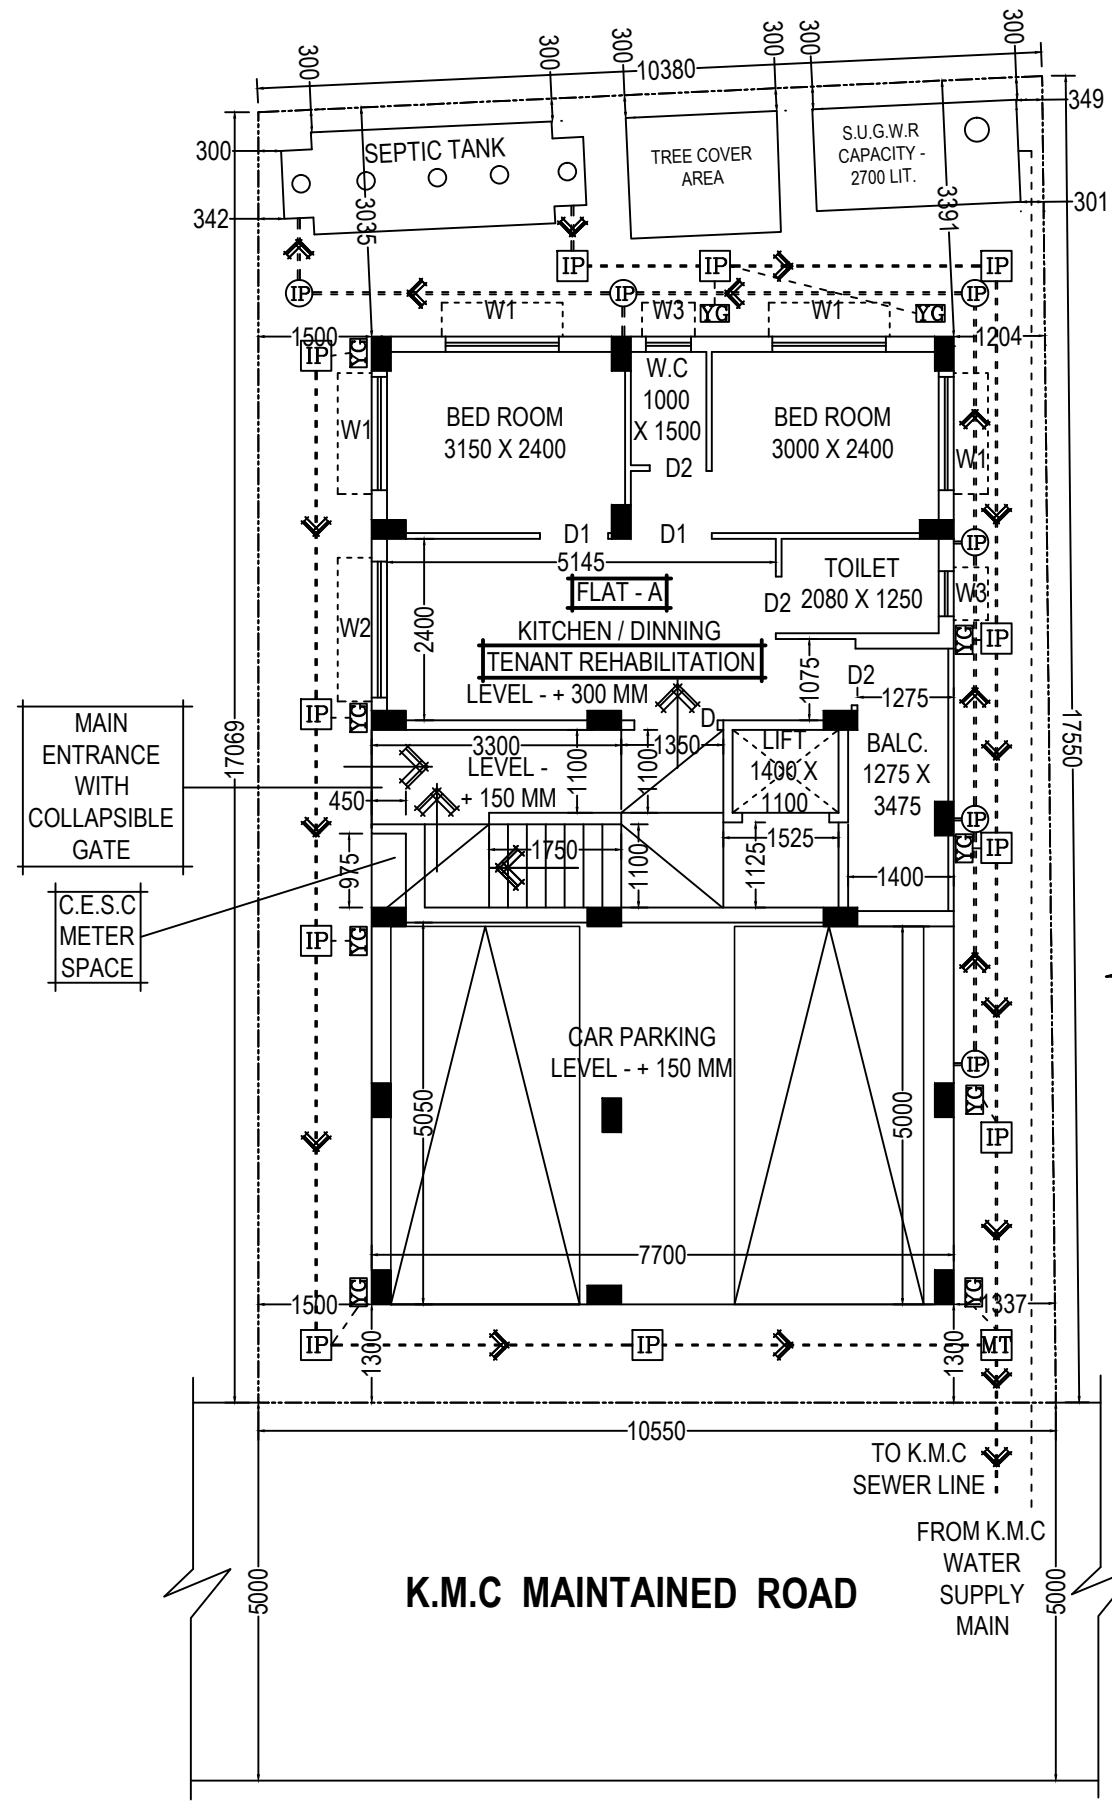 300
300
300
300
300
300
10380
349
300
SEPTIC TANK
TREE COVER
AREA
S.U.G.W.R
CAPACITY -
2700 LIT.
342
3035
3391
301
IP
IP
IP
IP
IP
IP
W1
W3
YG
W1
YG
1500
IP
YG
1204
W1
BED ROOM
3150 X 2400
W.C
1000
X 1500
D2
BED ROOM
3000 X 2400
W1
D1
D1
5145
IP
FLAT - A
TOILET
2080 X 1250
D2
W3
W2
2400
KITCHEN / DINNING
TENANT REHABILITATION
LEVEL - + 300 MM
YG
IP
1075
D2
1275
IP
YG
D
MAIN
ENTRANCE
WITH
COLLAPSIBLE
GATE
17069
17550
3300
1350
LEVEL -
+ 150 MM
1100
1100
LIFT
1400 X
1100
BALC.
1275 X
3475
450
IP
975
1750
1100
1125
1525
YG
IP
1400
C.E.S.C
METER
SPACE
IP
YG
CAR PARKING
LEVEL - + 150 MM
IP
YG
IP
5050
5000
7700
1500
YG
YG
1337
IP
1300
IP
1300
MT
10550
TO K.M.C
SEWER LINE
FROM K.M.C
WATER
SUPPLY
MAIN
5000
K.M.C MAINTAINED ROAD
5000